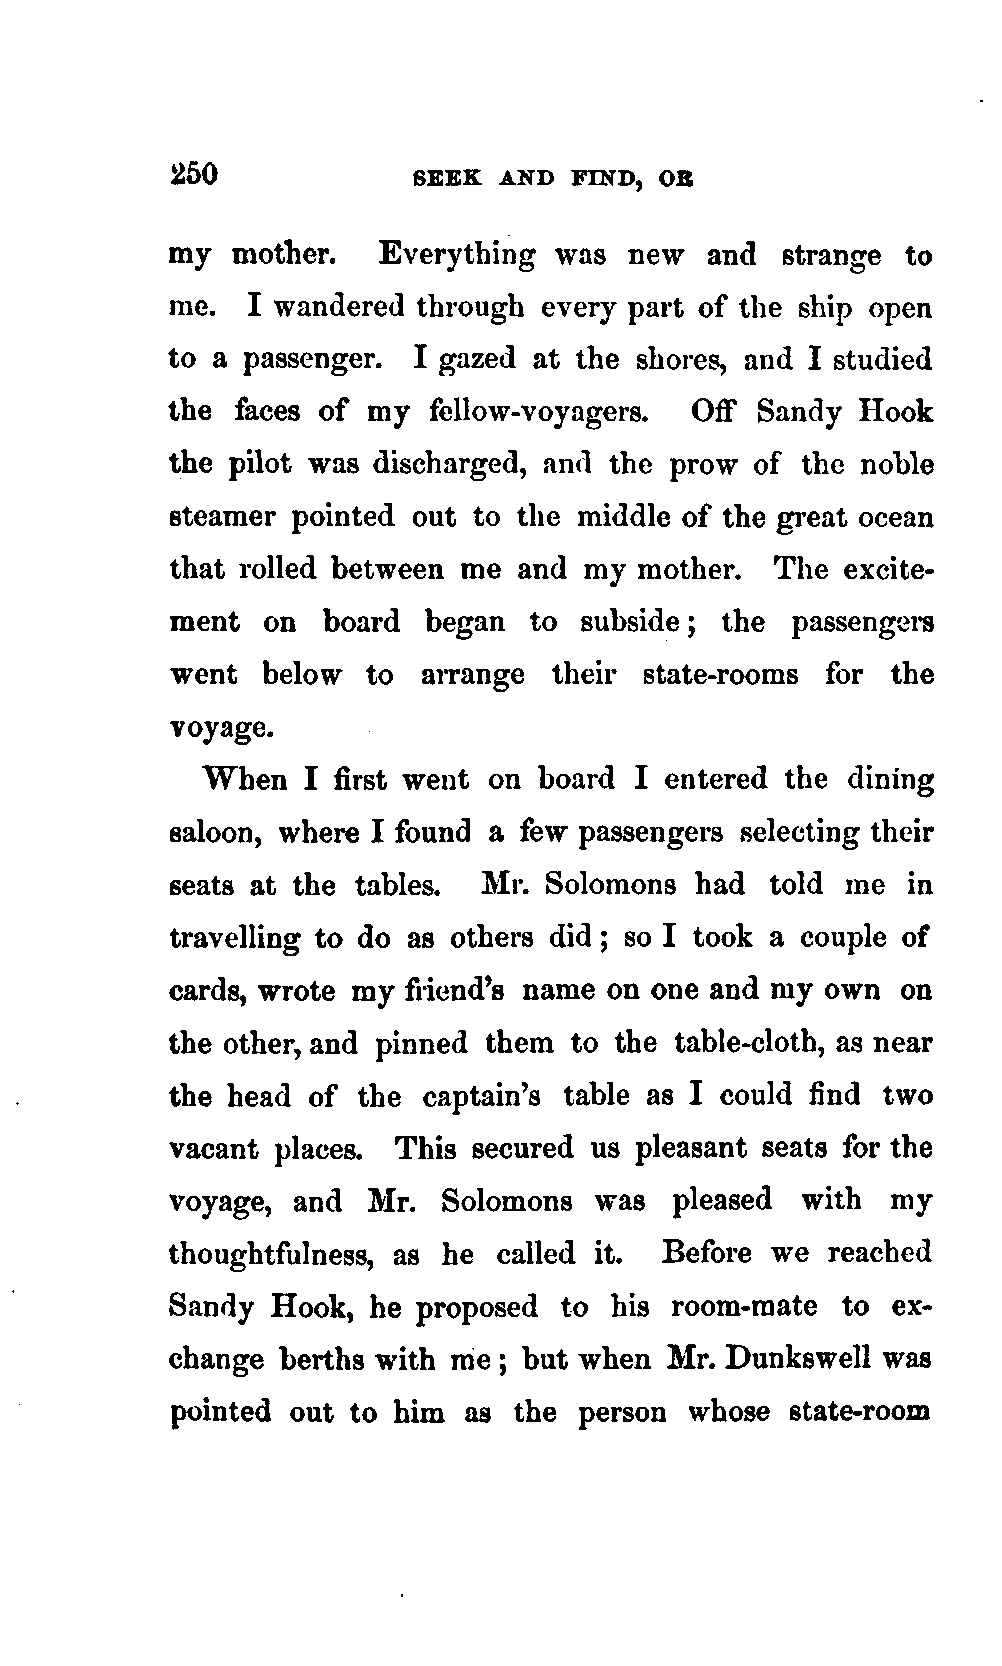 250 SEEK AND FIND, OR
my mother. Everything was new and strange to
me. I wandered through every part of the ship open
to a passenger. I gazed at the shores, and I studied
the faces of my fellow-voyagers. Off Sandy Hook
the pilot was discharged, and the prow of the noble
steamer pointed out to the middle of the great ocean
that rolled between me and my mother. The excite-
ment on board began to subside; the passengers
went below to arrange their state-rooms for the
voyage.
When I first went on board I entered the dining
saloon, where I found a few passengers selecting their
seats at the tables. Mr. Solomons had told me in
travelling to do as others did; so I took a couple of
cards, wrote my friend's name on one and my own on
the other, and pinned them to the table-cloth, as near
the head of the captain's table as I could find two
vacant places. This secured us pleasant seats for the
voyage, and Mr. Solomons was pleased with my
thoughtfulness, as he called it. Before we reached
Sandy Hook, he proposed to his room-mate to ex-
change berths with me; but when Mr. Dunkswell was
pointed out to him as the person whose state-room